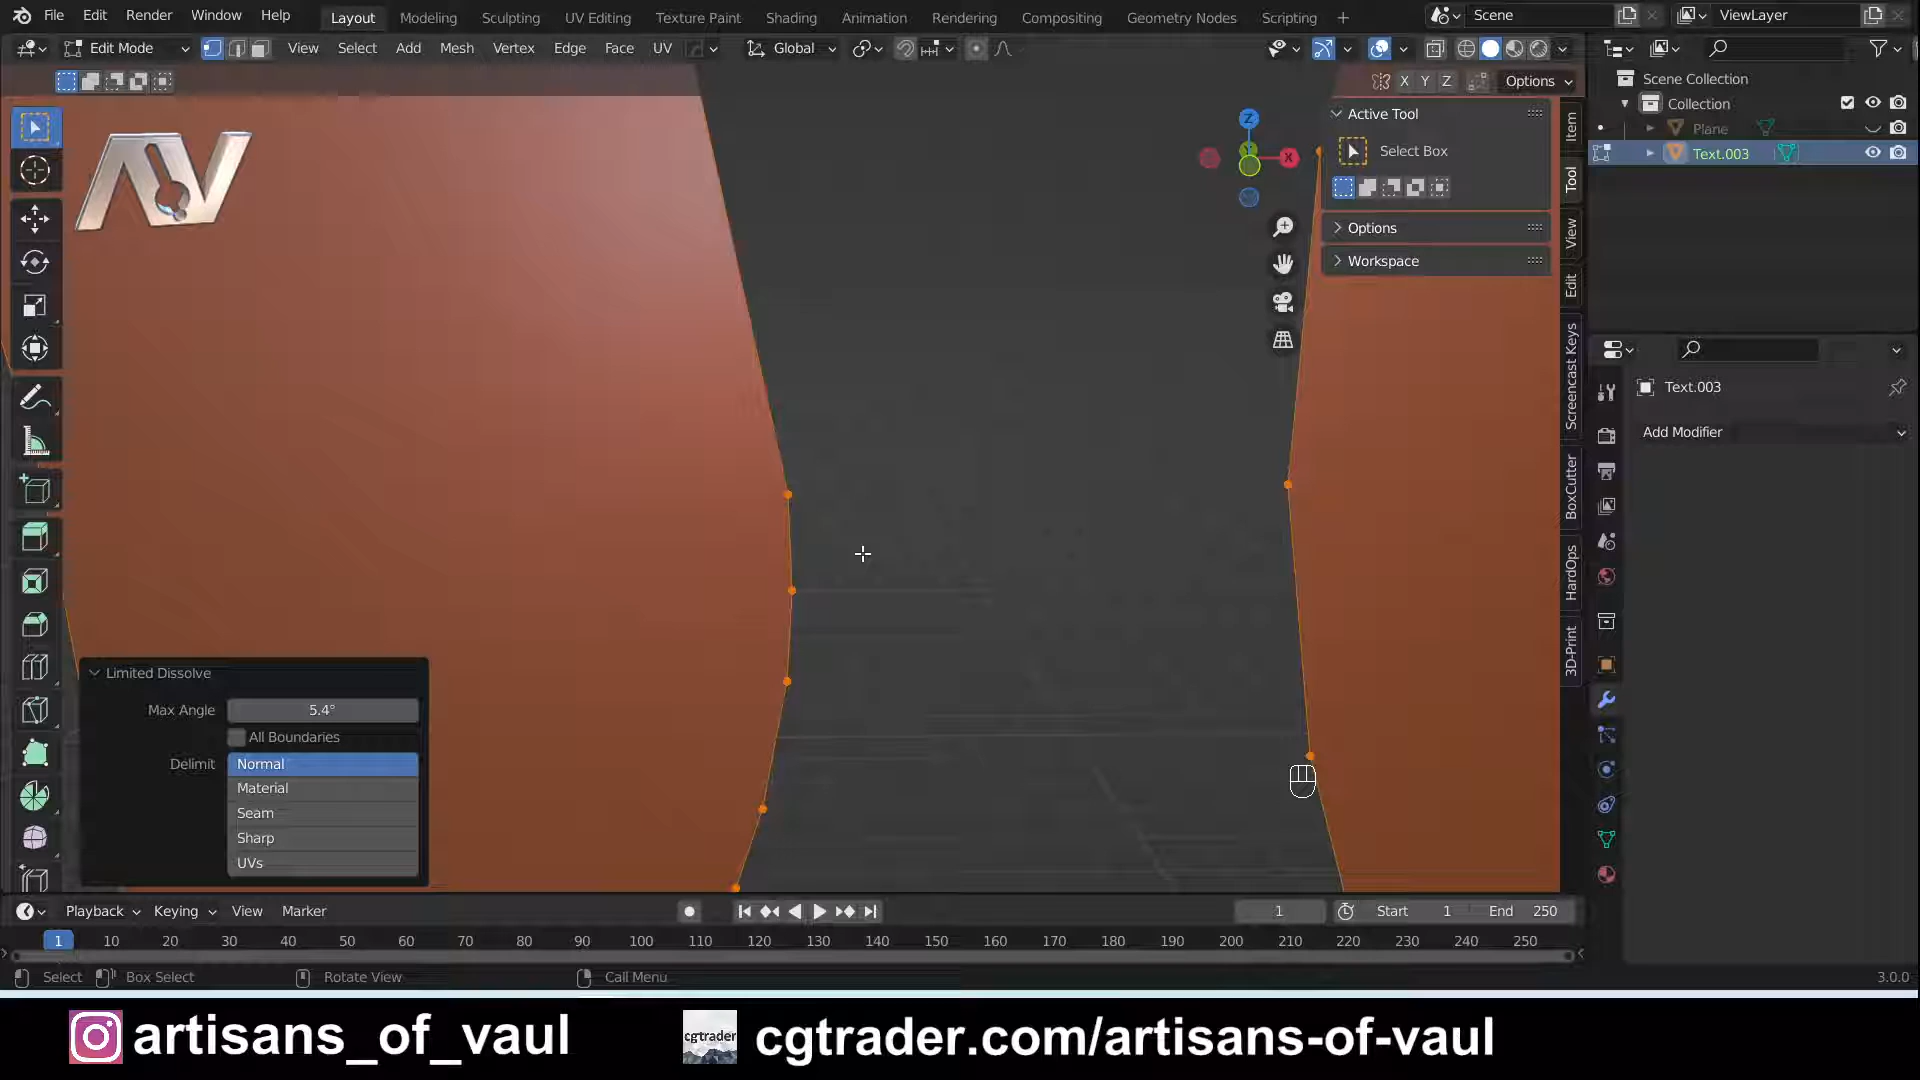 File Edit Render Window Help Layout Modeling Sculpting UV Editing Texture Paint Shading Animation Rendering Compositing Geometry Nodes Scripting + Scene ViewLayer
Edit Mode View Select Add Mesh Vertex Edge Face UV Global
X Y Z Options
Scene Collection
Collection
Plane
Text.003
Active Tool
Select Box
Options
Workspace
Item
Tool
View
Edit
Screencast Keys
BoxCutter
HardOps
3D-Print
Z
X
AV
Text.003
Add Modifier
Limited Dissolve
Max Angle 5.4°
All Boundaries
Delimit Normal
Material
Seam
Sharp
UVs
Playback Keying View Marker 1 Start 1 End 250
1 10 20 30 40 50 60 70 80 90 100 110 120 130 140 150 160 170 180 190 200 210 220 230 240 250
Select Box Select Rotate View Call Menu 3.0.0
artisans_of_vaul cgtrader cgtrader.com/artisans-of-vaul